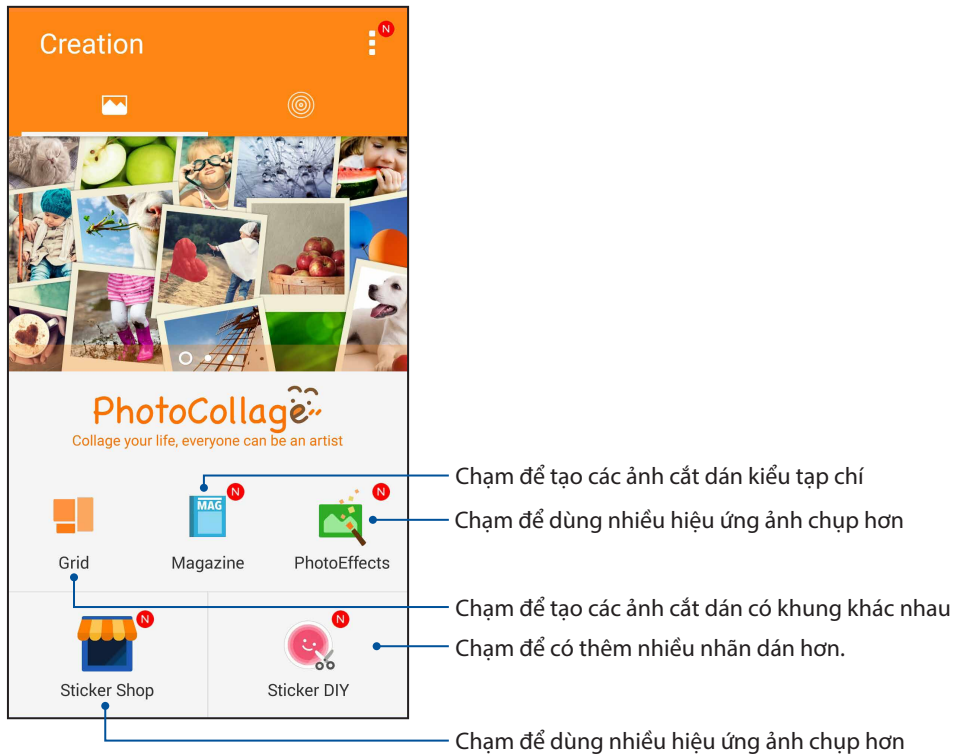 Creation
N
PhotoCollage
Collage your life, everyone can be an artist
N
MAG
N
Grid
Magazine
PhotoEffects
N
N
Sticker Shop
Sticker DIY
Chạm để tạo các ảnh cắt dán kiểu tạp chí
Chạm để dùng nhiều hiệu ứng ảnh chụp hơn
Chạm để tạo các ảnh cắt dán có khung khác nhau
Chạm để có thêm nhiều nhãn dán hơn.
Chạm để dùng nhiều hiệu ứng ảnh chụp hơn